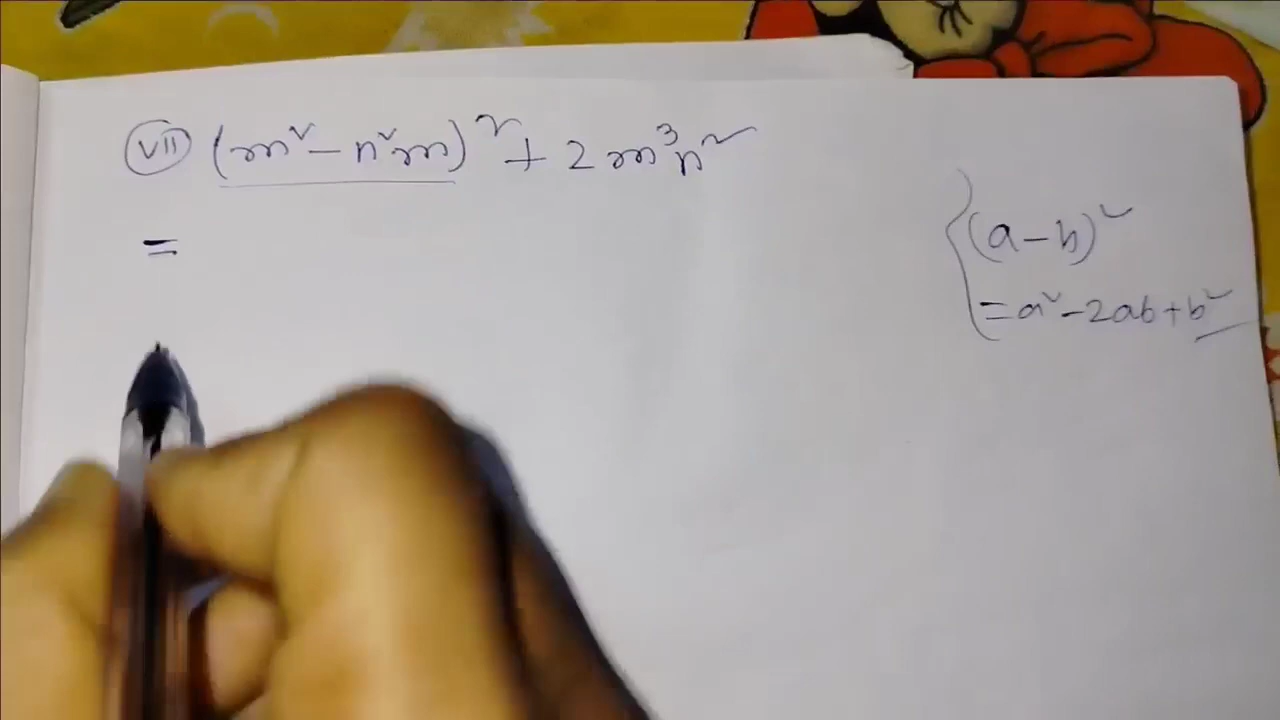 (vii) (m² - n²m)² + 2m³n²
=
(a-b)²
= a² - 2ab + b²